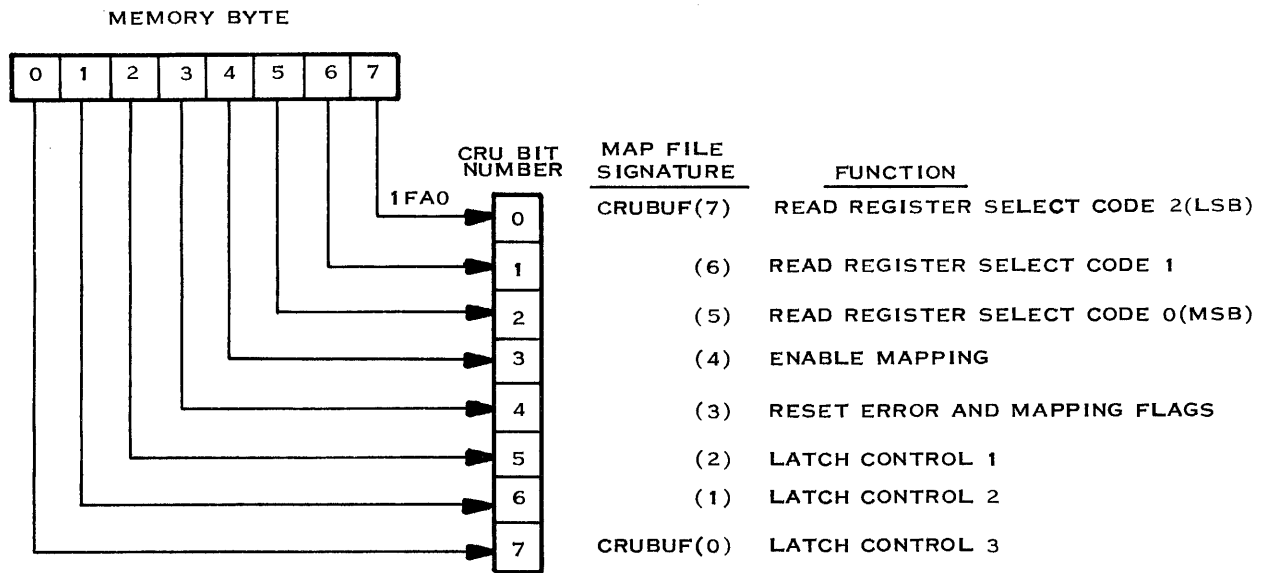 MEMORY BYTE
0 1 2 3 4 5 6 7
CRU BIT NUMBER
MAP FILE SIGNATURE
FUNCTION
1FA0
0 CRUBUF(7) READ REGISTER SELECT CODE 2(LSB)
1 (6) READ REGISTER SELECT CODE 1
2 (5) READ REGISTER SELECT CODE 0(MSB)
3 (4) ENABLE MAPPING
4 (3) RESET ERROR AND MAPPING FLAGS
5 (2) LATCH CONTROL 1
6 (1) LATCH CONTROL 2
7 CRUBUF(0) LATCH CONTROL 3